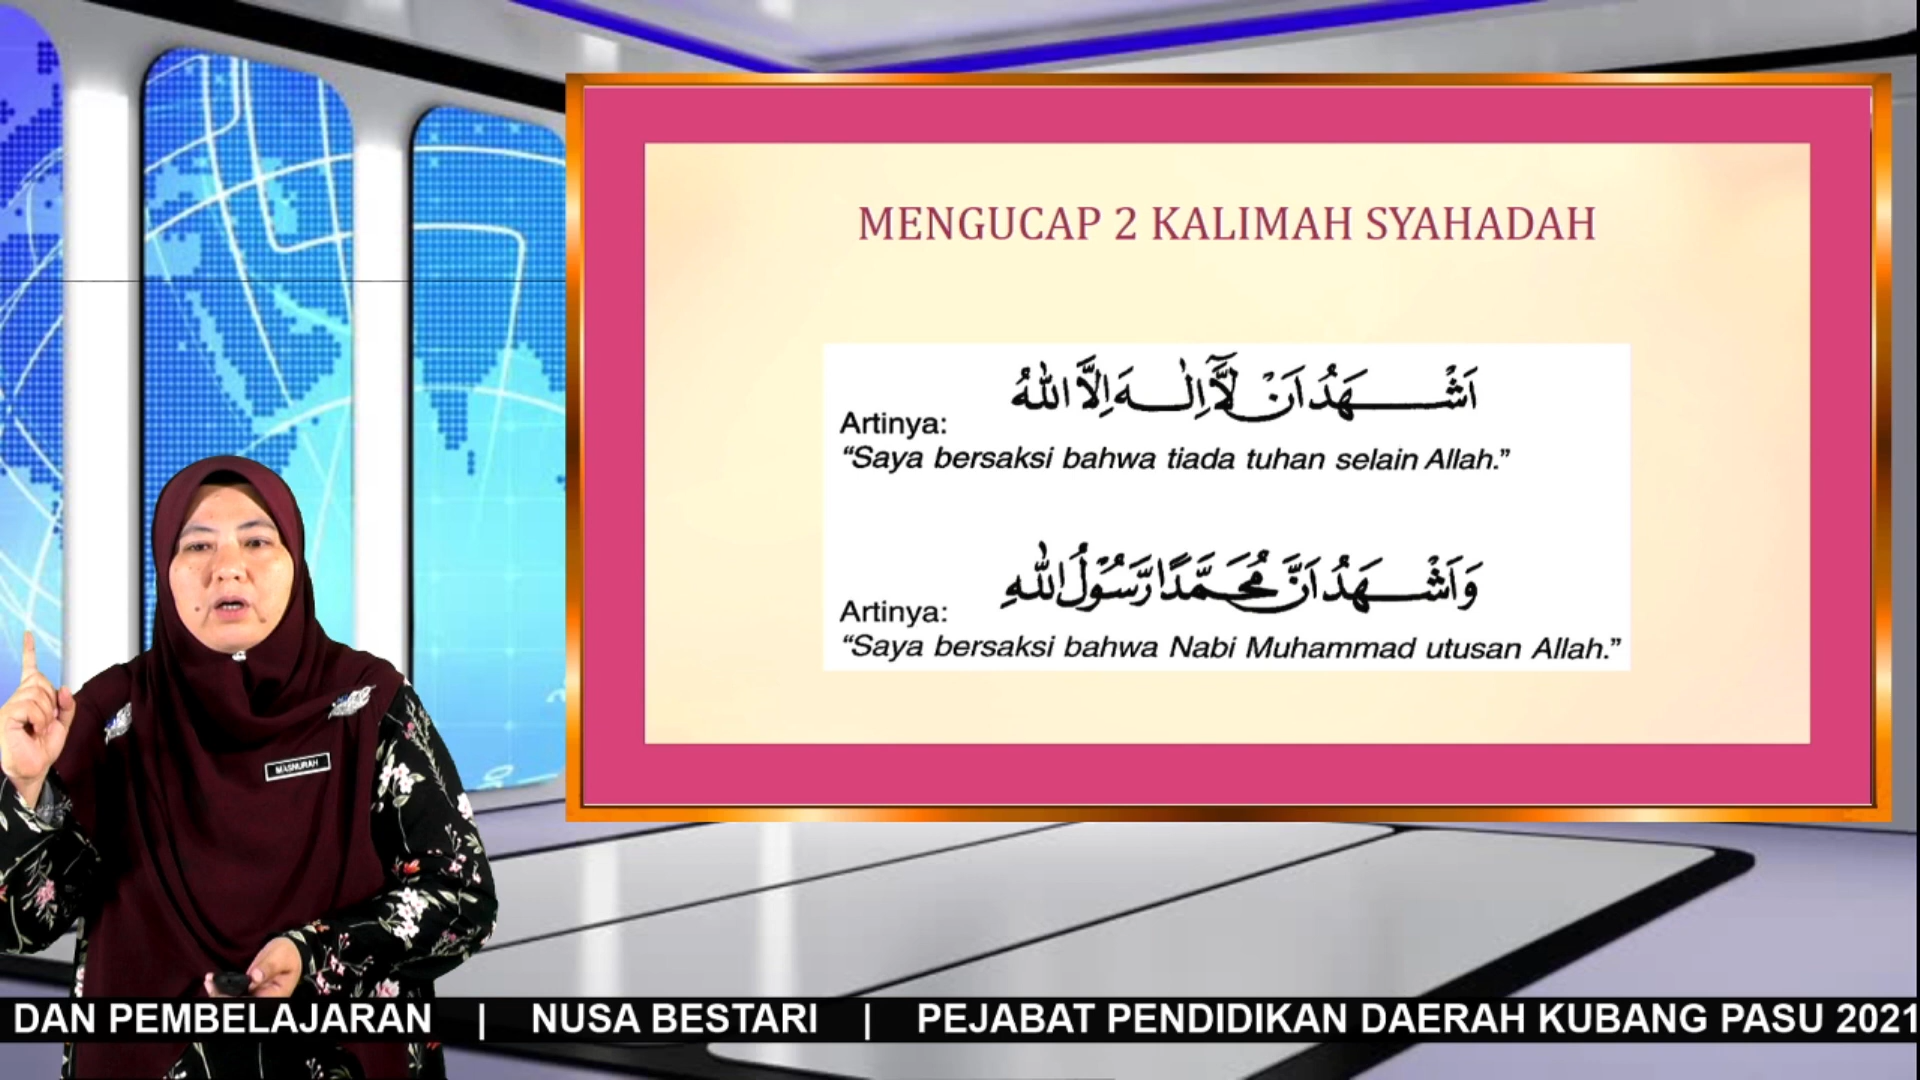 MENGUCAP 2 KALIMAH SYAHADAH
اَشْهَدُ اَنْ لَّآ اِلٰهَ اِلَّا اللهُ
Artinya:
“Saya bersaksi bahwa tiada tuhan selain Allah.”
وَاَشْهَدُ اَنَّ مُحَمَّدًا رَّسُوْلُ اللهِ
Artinya:
“Saya bersaksi bahwa Nabi Muhammad utusan Allah.”
MASNURAH
DAN PEMBELAJARAN | NUSA BESTARI | PEJABAT PENDIDIKAN DAERAH KUBANG PASU 2021